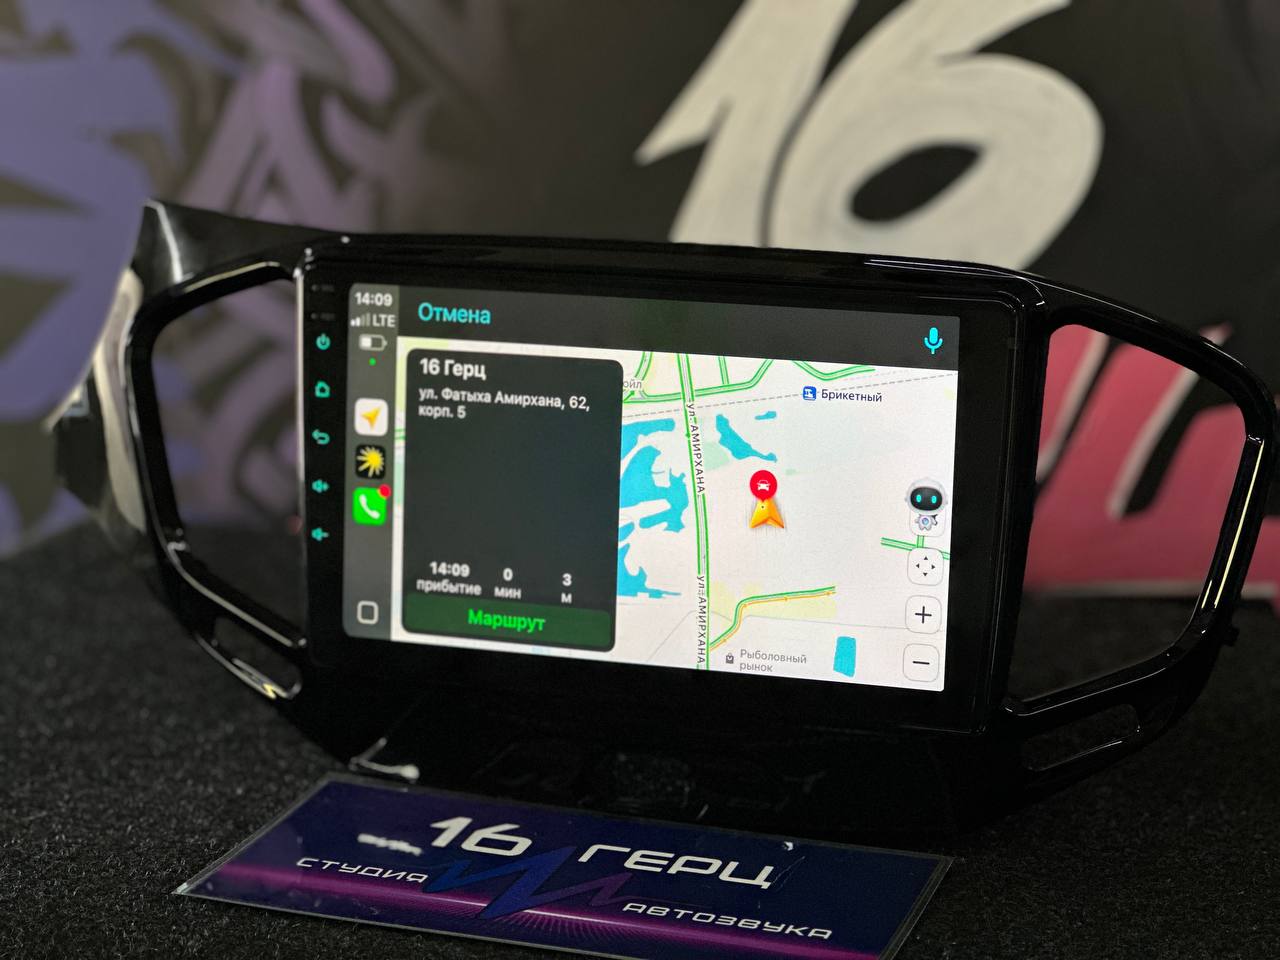 16
14:09
LTE
Отмена
16 Герц
ул. Фатыха Амирхана, 62,
корп. 5
14:09 0 3
прибытие мин м
Маршрут
Брикетный
ул. АМИРХАНА
ул. АМИРХАНА
Рыболовный
рынок
16 ГЕРЦ
СТУДИЯ
АВТОЗВУКА